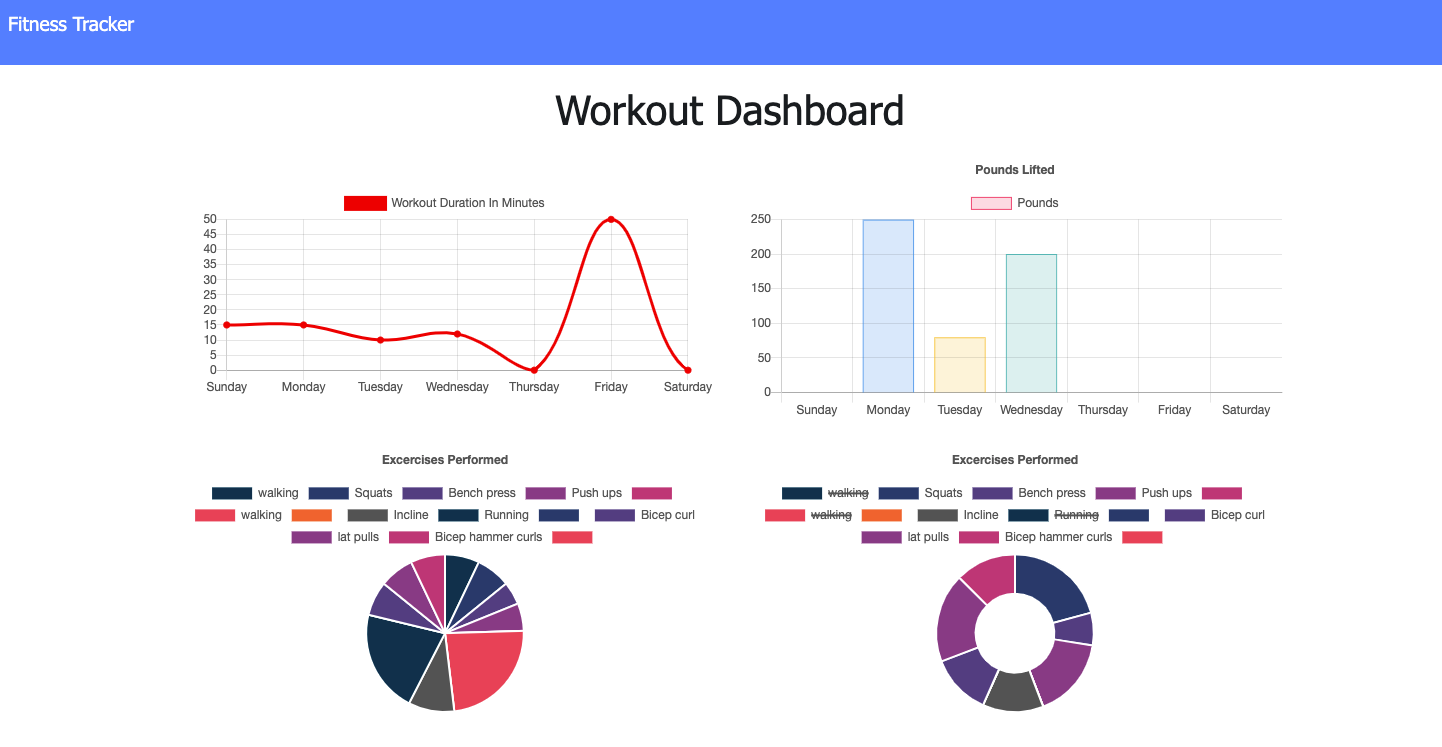 Fitness Tracker
Workout Dashboard
Workout Duration In Minutes
50
45
40
35
30
25
20
15
10
5
0
Sunday Monday Tuesday Wednesday Thursday Friday Saturday
Pounds Lifted
Pounds
250
200
150
100
50
0
Sunday Monday Tuesday Wednesday Thursday Friday Saturday
Excercises Performed
walking Squats Bench press Push ups
walking Incline Running Bicep curl
lat pulls Bicep hammer curls
Excercises Performed
walking Squats Bench press Push ups
walking Incline Running Bicep curl
lat pulls Bicep hammer curls